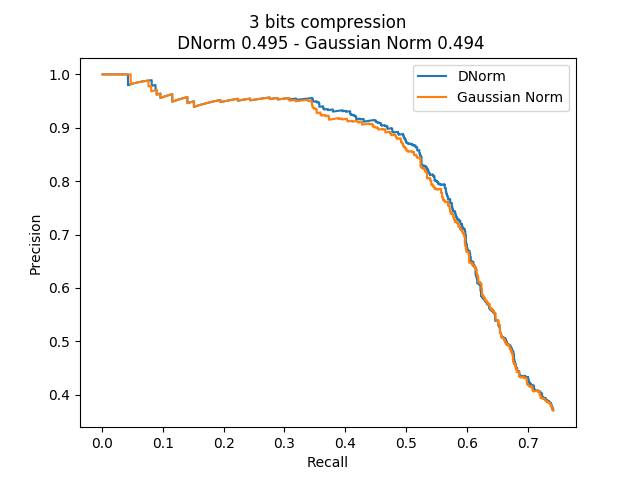 3 bits compression
DNorm 0.495 - Gaussian Norm 0.494
DNorm
Gaussian Norm
Precision
1.0
0.9
0.8
0.7
0.6
0.5
0.4
0.0 0.1 0.2 0.3 0.4 0.5 0.6 0.7
Recall